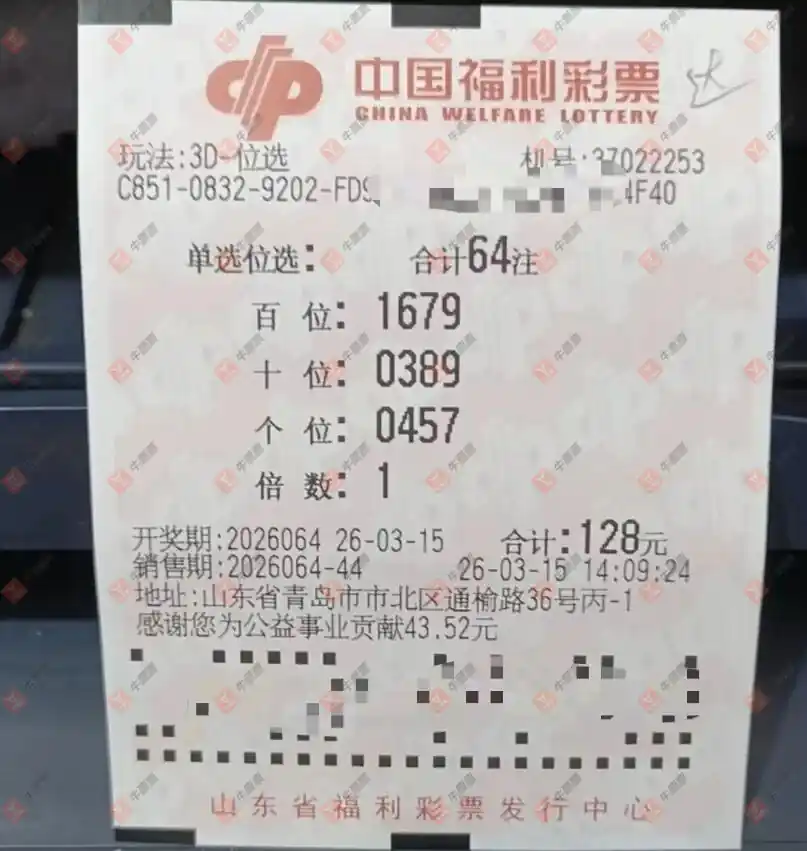 中国福利彩票
CHINA WELFARE LOTTERY
玩法:3D-位选 机号:37022253
C851-0832-9202-FD9 4F40
单选位选: 合计64注
百 位: 1679
十 位: 0389
个 位: 0457
倍 数: 1
开奖期:2026064 26-03-15 合计:128元
销售期:2026064-44 26-03-15 14:09:24
地址:山东省青岛市市北区通榆路36号丙-1
感谢您为公益事业贡献43.52元
山东省福利彩票发行中心